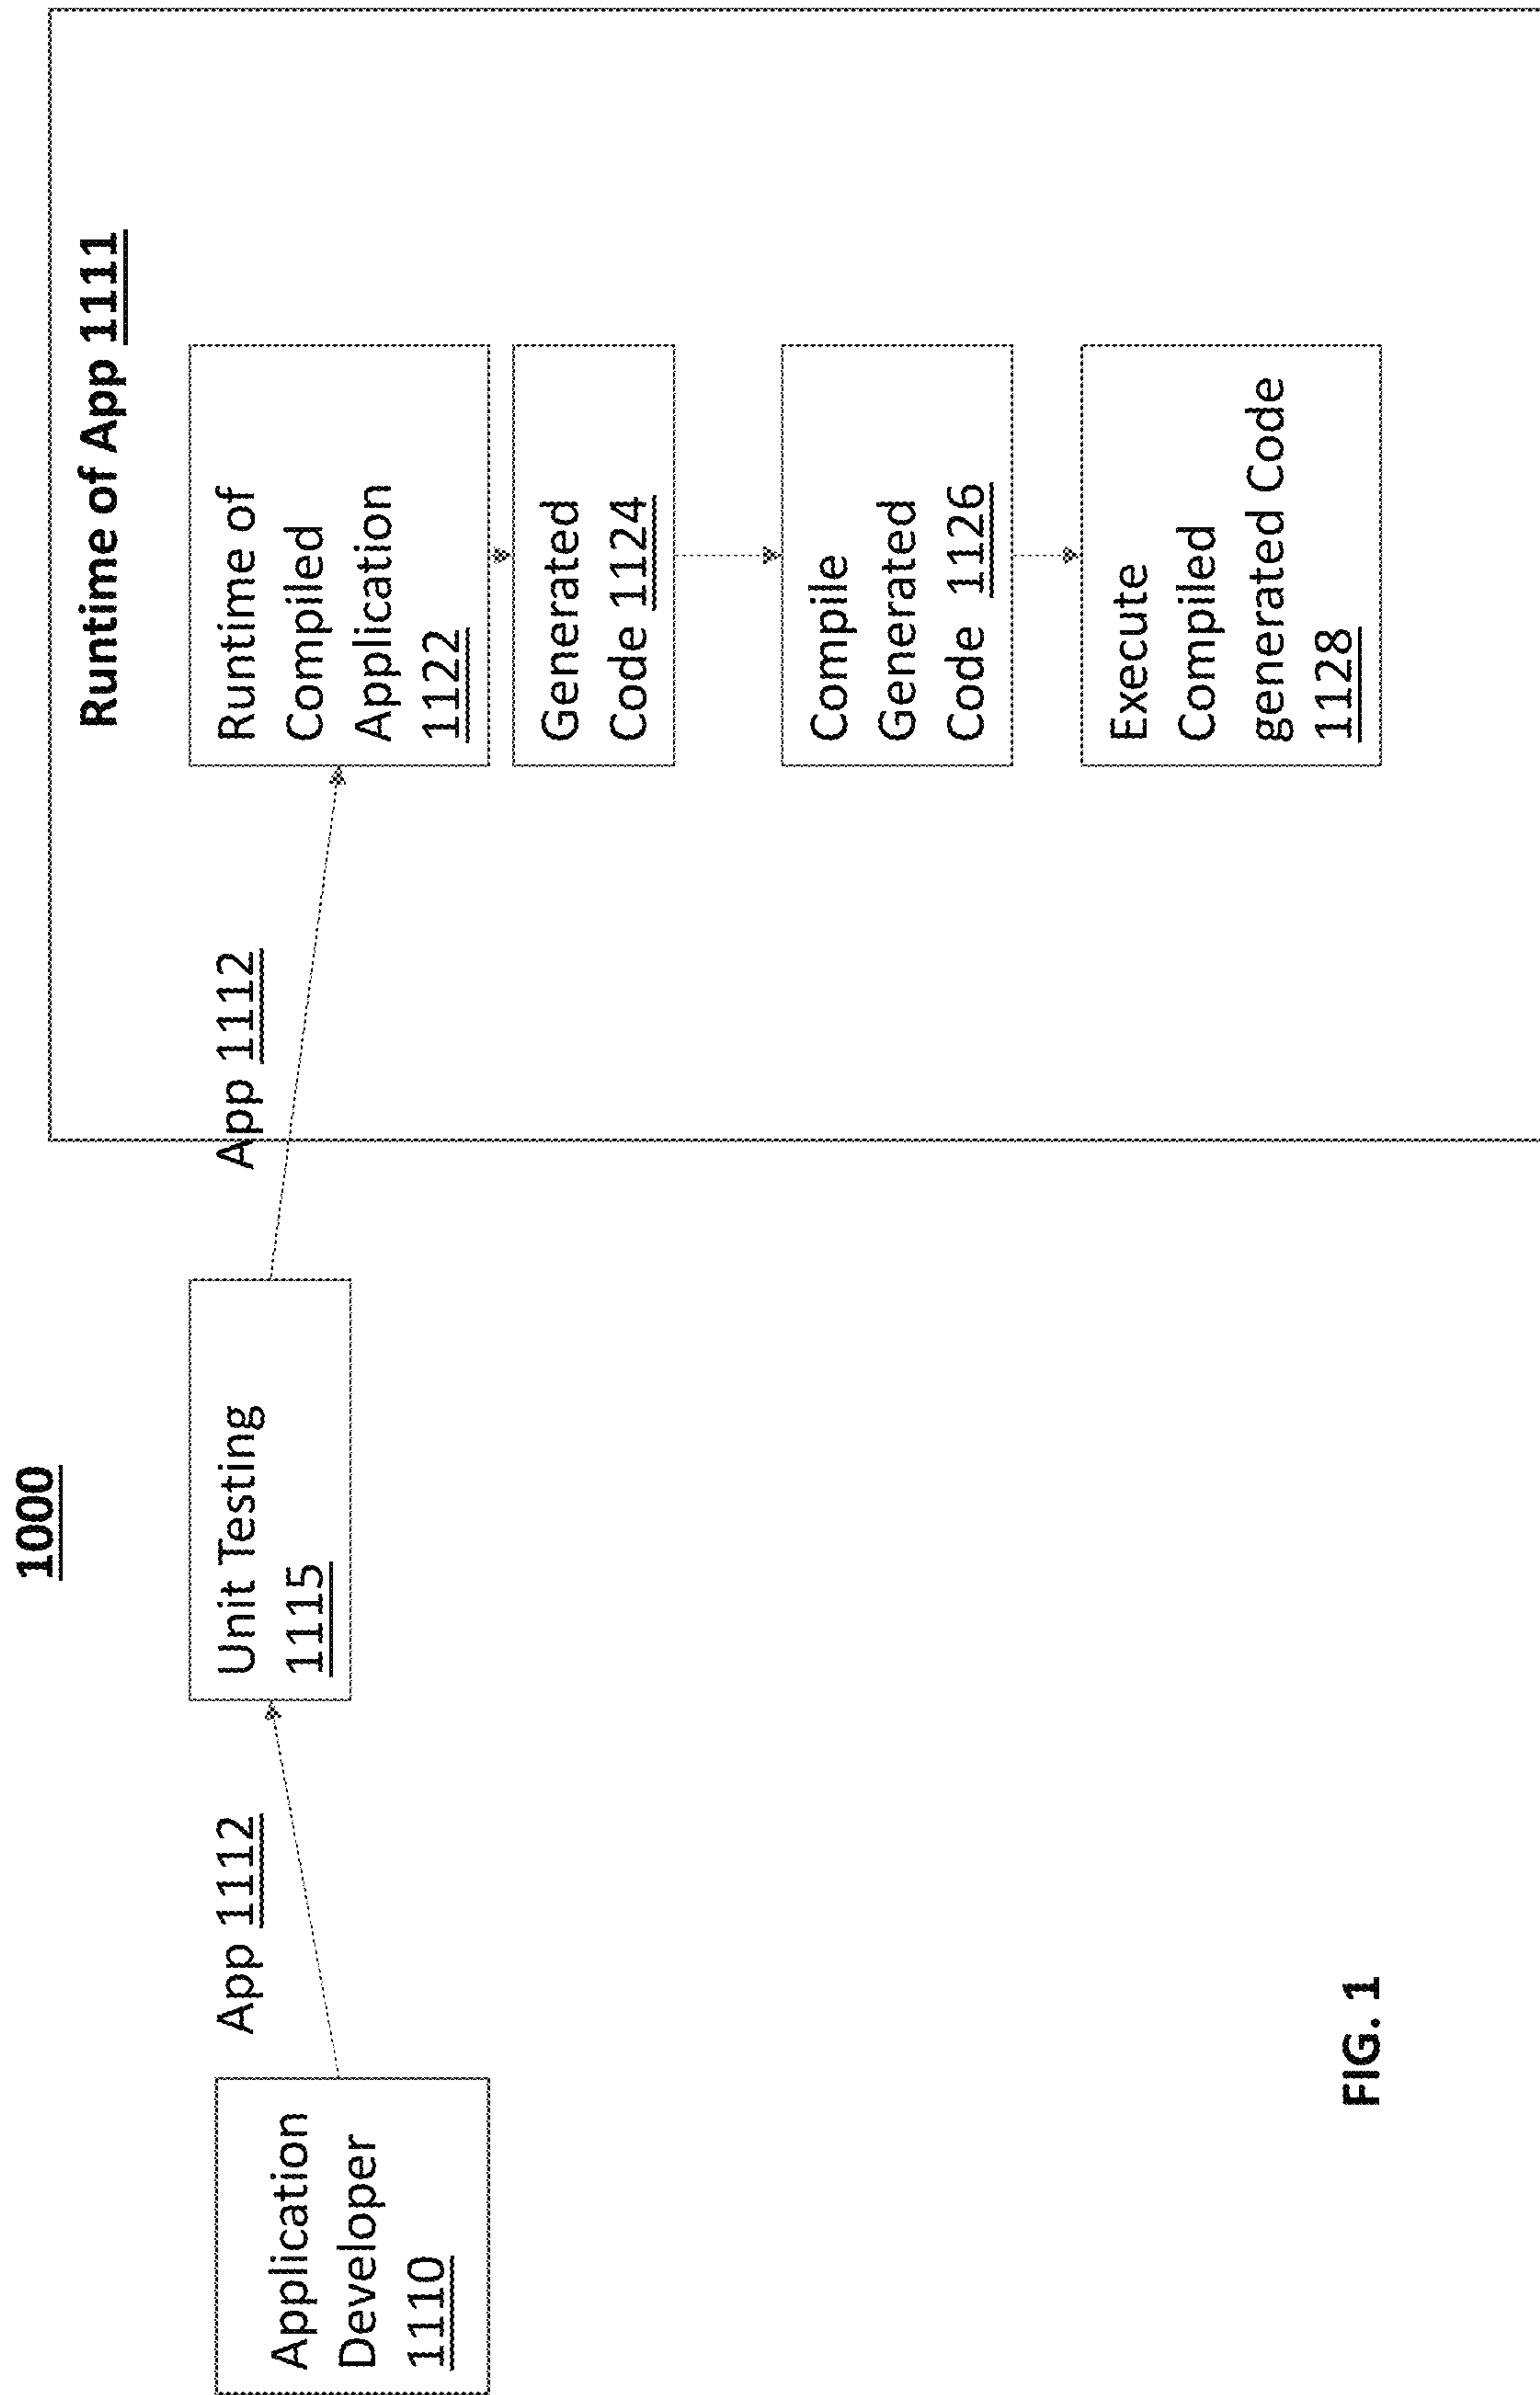 1000
Application
Developer
1110
App 1112
Unit Testing
1115
App 1112
Runtime of App 1111
Runtime of
Compiled
Application
1122
Generated
Code 1124
Compile
Generated
Code 1126
Execute
Compiled
generated Code
1128
FIG. 1